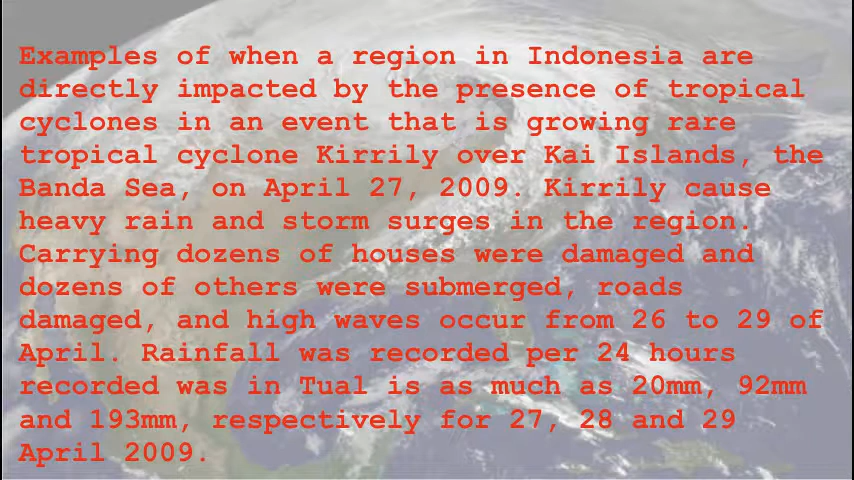 Examples of when a region in Indonesia are
directly impacted by the presence of tropical
cyclones in an event that is growing rare
tropical cyclone Kirrily over Kai Islands, the
Banda Sea, on April 27, 2009. Kirrily cause
heavy rain and storm surges in the region.
Carrying dozens of houses were damaged and
dozens of others were submerged, roads
damaged, and high waves occur from 26 to 29 of
April. Rainfall was recorded per 24 hours
recorded was in Tual is as much as 20mm, 92mm
and 193mm, respectively for 27, 28 and 29
April 2009.